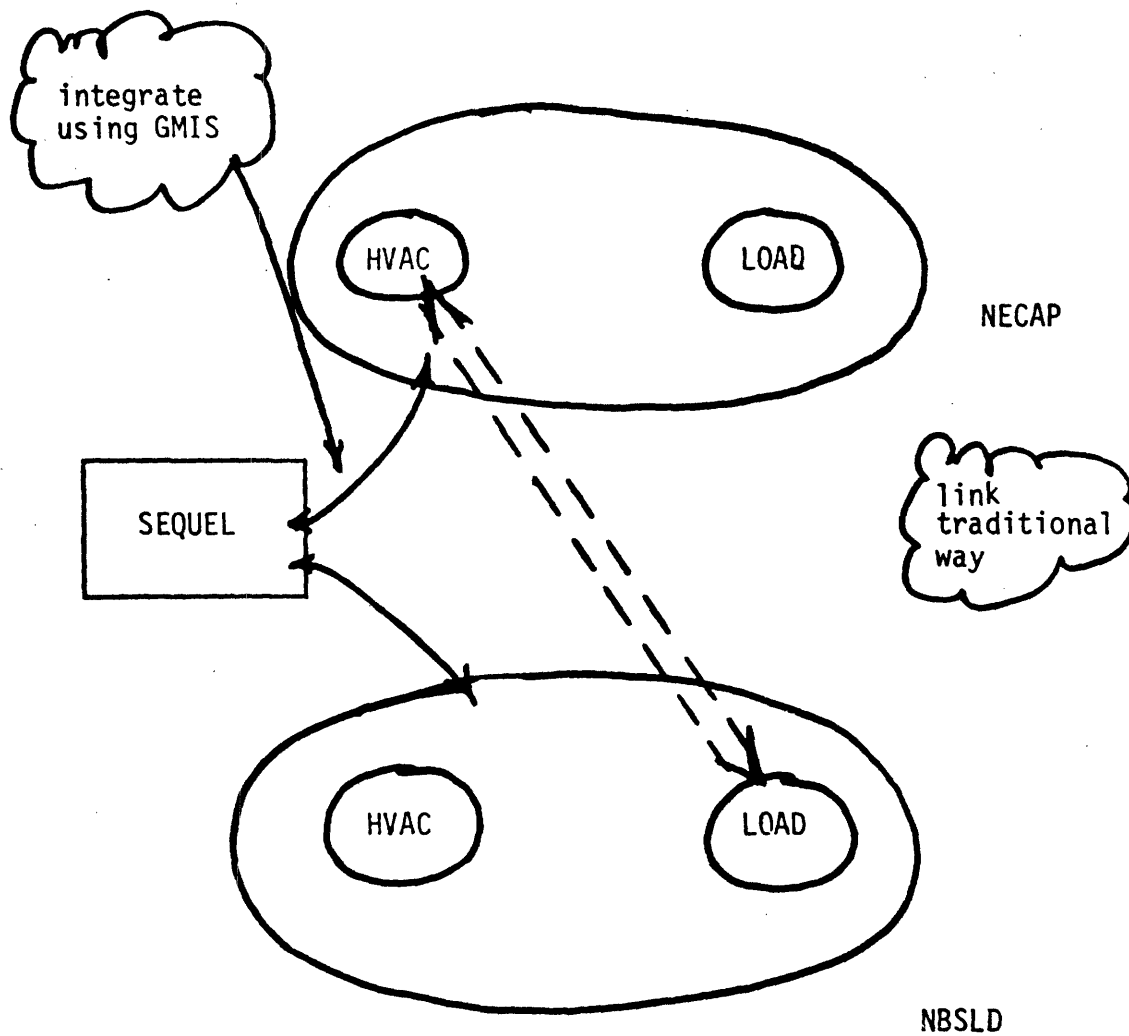 integrate
using GMIS
HVAC
LOAD
NECAP
SEQUEL
link
traditional
way
HVAC
LOAD
NBSLD